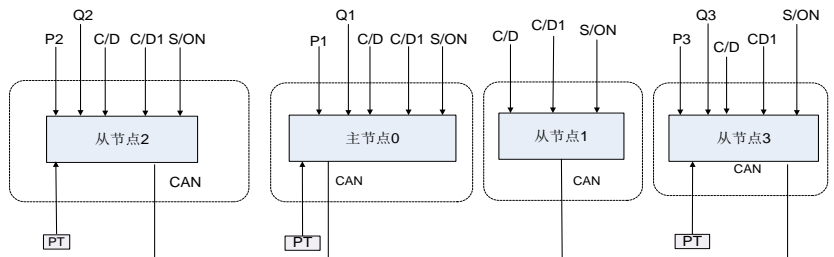 Q2
P2 C/D C/D1 S/ON
从节点2
CAN
PT
Q1
P1 C/D C/D1 S/ON
主节点0
CAN
PT
C/D C/D1 S/ON
从节点1
CAN
Q3 S/ON
P3 C/D CD1
从节点3
CAN
PT